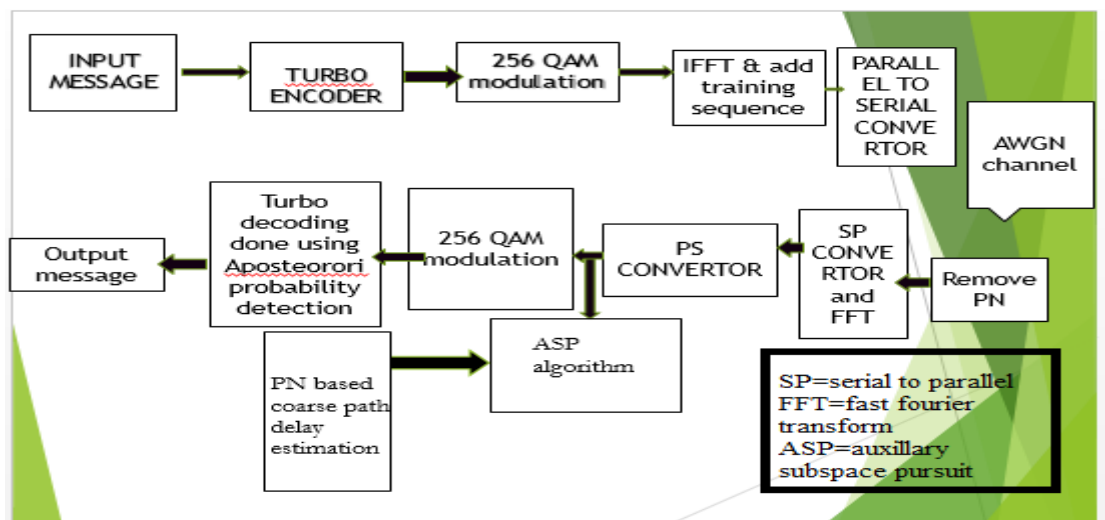 INPUT
MESSAGE
TURBO
ENCODER
256 QAM
modulation
IFFT & add
training
sequence
PARALL
EL TO
SERIAL
CONVE
RTOR
AWGN
channel
Output
message
Turbo
decoding
done using
Aposteorori
probability
detection
256 QAM
modulation
PS
CONVERTOR
SP
CONVE
RTOR
and
FFT
Remove
PN
PN based
coarse path
delay
estimation
ASP
algorithm
SP=serial to parallel
FFT=fast fourier
transform
ASP=auxillary
subspace pursuit